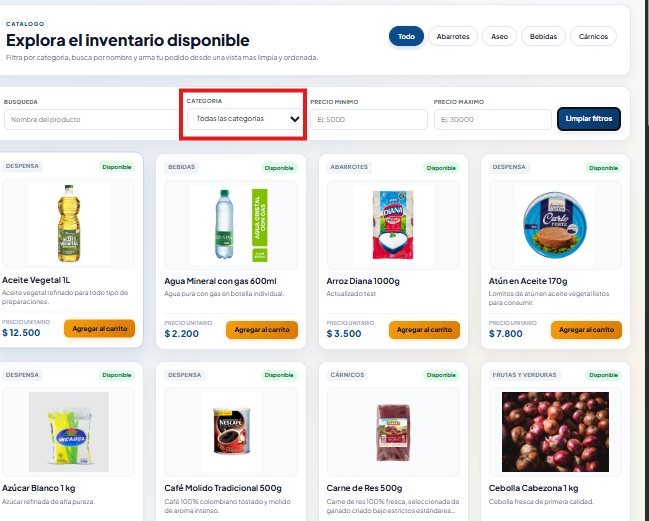 CATALOGO
Explora el inventario disponible
Filtra por categoria, busca por nombre y arma tu pedido desde una vista mas limpia y ordenada.
Todo
Abarrotes
Aseo
Bebidas
Cárnicos
BUSQUEDA
CATEGORIA
PRECIO MINIMO
PRECIO MAXIMO
Nombre del producto
Todas las categorias
Ej: 5000
Ej: 30000
Limpiar filtros
DESPENSA
Disponible
BEBIDAS
Disponible
ABARROTES
Disponible
DESPENSA
Disponible
AGUA CRISTAL
CON GAS
DIANA
Aceite Vegetal 1L
Aceite vegetal refinado para todo tipo de
preparaciones.
PRECIO UNITARIO
$ 12.500
Agregar al carrito
Agua Mineral con gas 600ml
Agua pura con gas en botella individual.
PRECIO UNITARIO
$ 2.200
Agregar al carrito
Arroz Diana 1000g
Actualizado test
PRECIO UNITARIO
$ 3.500
Agregar al carrito
Atún en Aceite 170g
Lomitos de atún en aceite vegetal listos
para consumir.
PRECIO UNITARIO
$ 7.800
Agregar al carrito
DESPENSA
Disponible
DESPENSA
Disponible
CÁRNICOS
Disponible
FRUTAS Y VERDURAS
Disponible
INCAUCA
NESCAFÉ
Azúcar Blanco 1 kg
Azúcar refinada de alta pureza.
Café Molido Tradicional 500g
Café 100% colombiano tostado y molido
de aroma intenso.
Carne de Res 500g
Carne de res 100% fresca, seleccionada de
ganado criado bajo estrictos estándares...
Cebolla Cabezona 1 kg
Cebolla fresca de primera calidad.